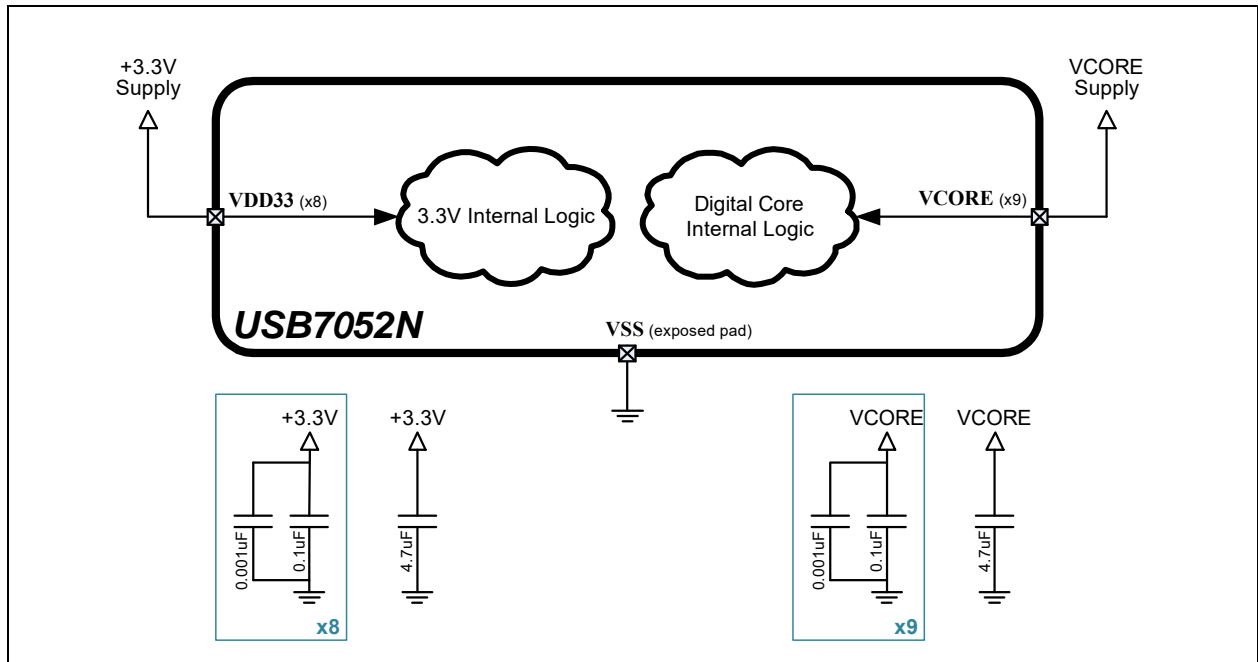 +3.3V
Supply
VCORE
Supply
VDD33 (x8)
3.3V Internal Logic
Digital Core
Internal Logic
VCORE (x9)
USB7052N
VSS (exposed pad)
+3.3V
0.001uF
0.1uF
x8
+3.3V
4.7uF
VCORE
0.001uF
0.1uF
x9
VCORE
4.7uF